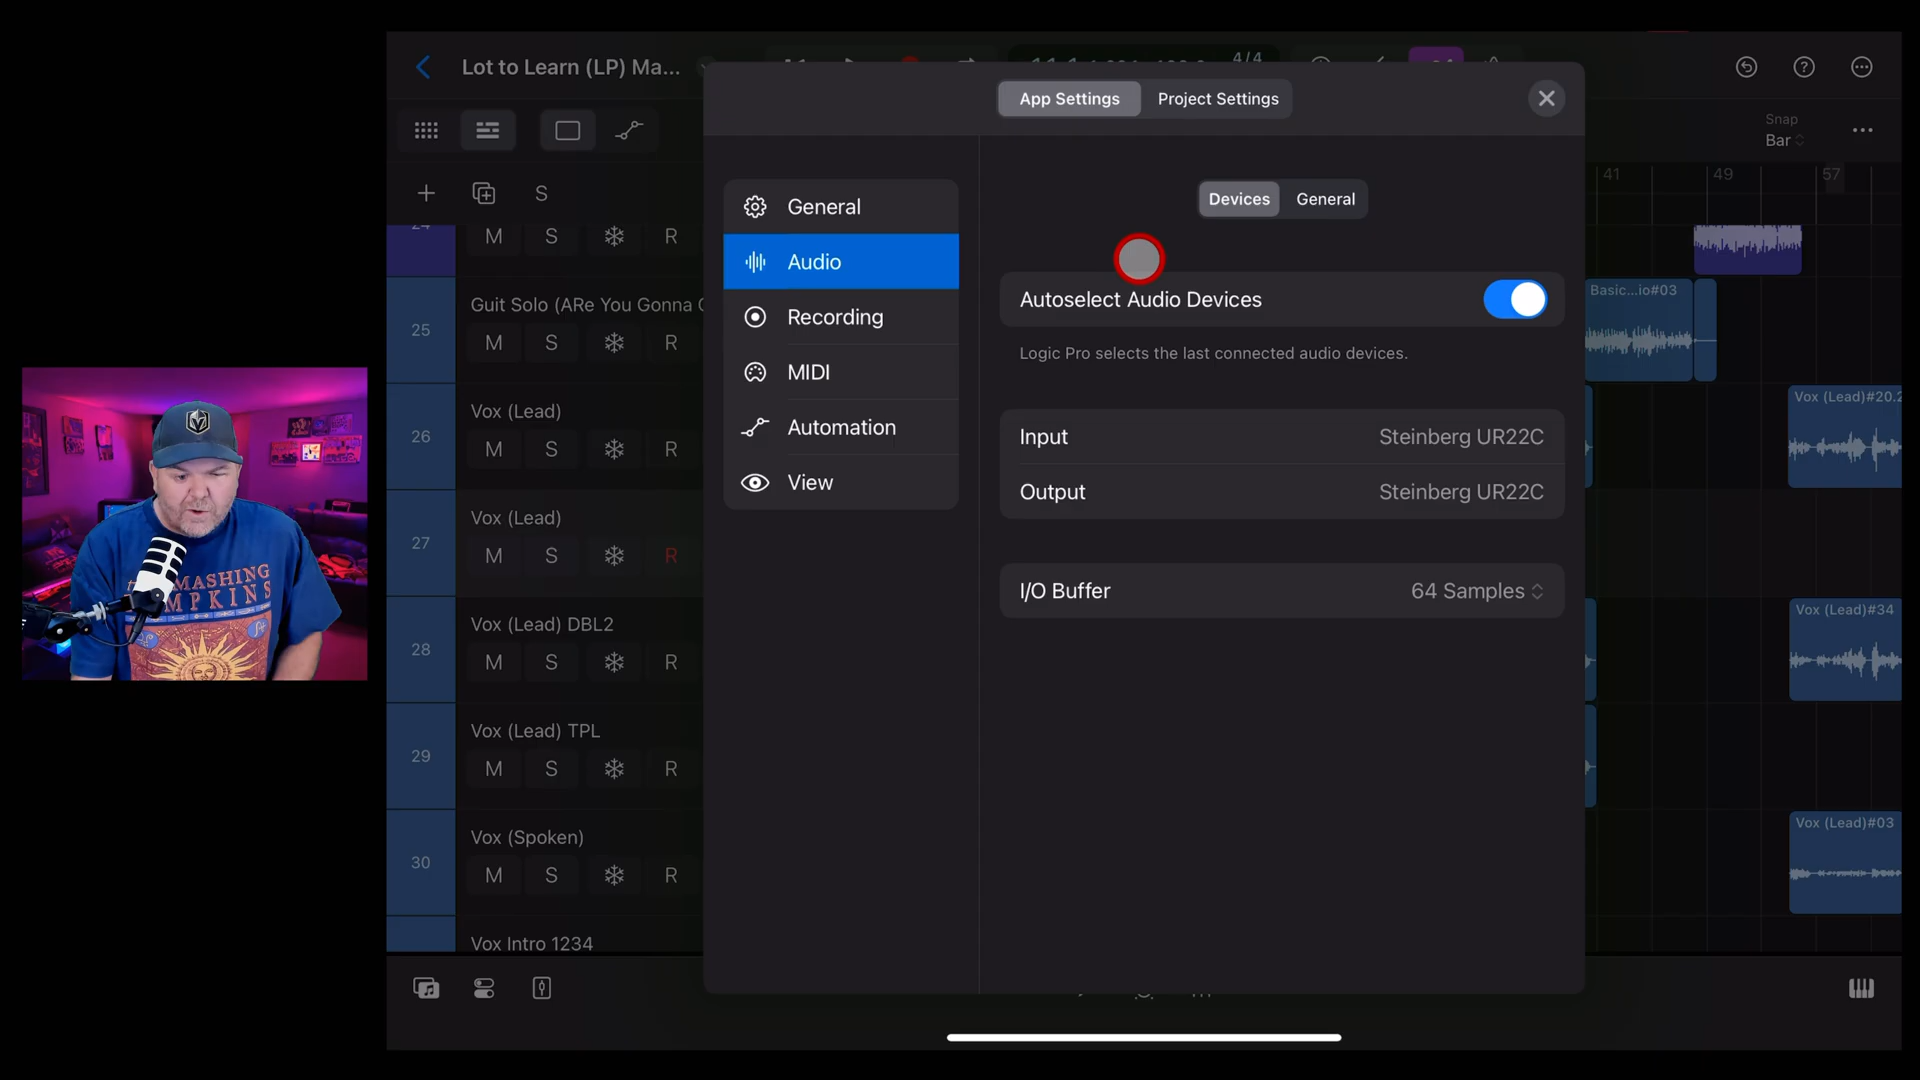 Lot to Learn (LP) Ma...
4/4
App Settings
Project Settings
Snap
Bar
S
41
49
57
Devices
General
General
Audio
Recording
MIDI
Automation
View
Autoselect Audio Devices
Logic Pro selects the last connected audio devices.
Input
Steinberg UR22C
Output
Steinberg UR22C
I/O Buffer
64 Samples
24
M S R
25
Guit Solo (ARe You Gonna
M S R
26
Vox (Lead)
M S R
27
Vox (Lead)
M S R
28
Vox (Lead) DBL2
M S R
29
Vox (Lead) TPL
M S R
30
Vox (Spoken)
M S R
Vox Intro 1234
Basic...io#03
Vox (Lead)#20.2
Vox (Lead)#34
Vox (Lead)#03
MASHING
MPKINS